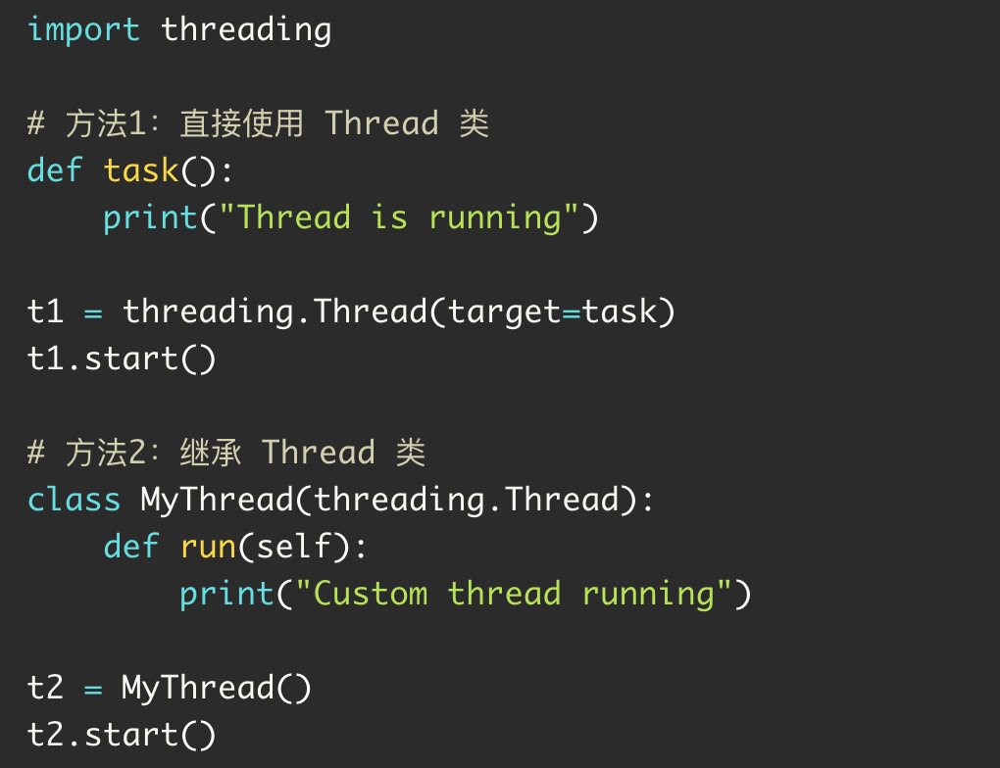 import threading

# 方法1：直接使用 Thread 类
def task():
    print("Thread is running")

t1 = threading.Thread(target=task)
t1.start()

# 方法2：继承 Thread 类
class MyThread(threading.Thread):
    def run(self):
        print("Custom thread running")

t2 = MyThread()
t2.start()